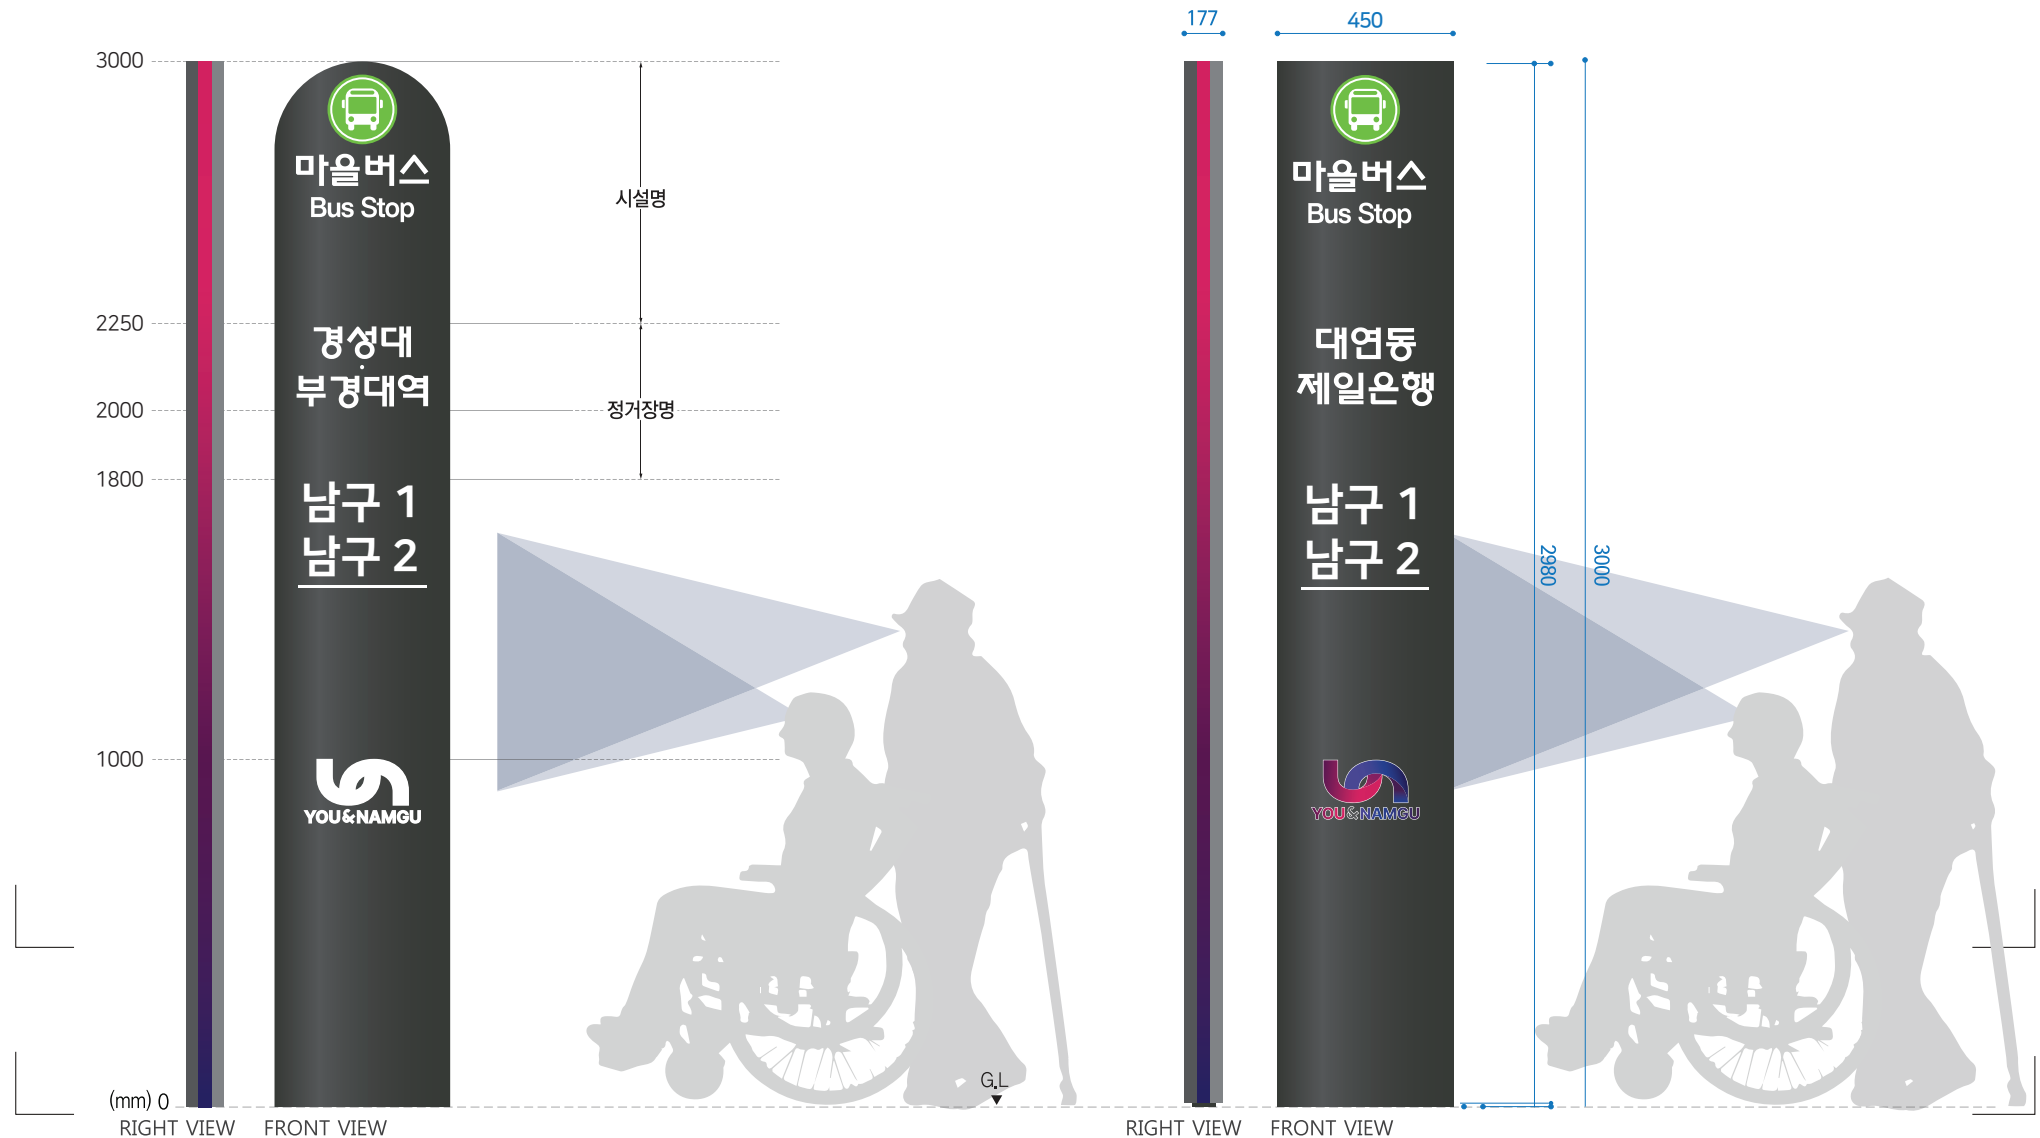 3000
마을버스
Bus Stop
시설명
2250
경성대
·
부경대역
2000
정거장명
1800
남구 1
남구 2
1000
YOU&NAMGU
G.L
(mm) 0
RIGHT VIEW
FRONT VIEW
177
450
마을버스
Bus Stop
대연동
제일은행
남구 1
남구 2
2980
3000
YOU&NAMGU
RIGHT VIEW
FRONT VIEW